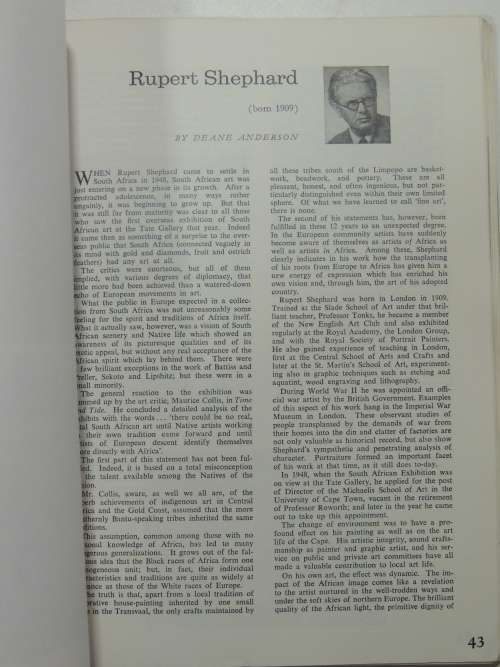 Rupert Shephard
(born 1909)
BY DEANE ANDERSON
WHEN Rupert Shephard came to settle in
South Africa in 1948, South African art was
just entering on a new phase in its growth. After a
protracted adolescence, in many ways rather
ungainly, it was beginning to grow up. But that
it was still far from maturity was clear to all those
who saw the first overseas exhibition of South
African art at the Tate Gallery that year. Indeed
it came then as something of a surprise to the over-
seas public that South Africa (connected vaguely in
its mind with gold and diamonds, fruit and ostrich
feathers) had any art at all.
The critics were courteous, but all of them
implied, with various degrees of diplomacy, that
little more had been achieved than a watered-down
echo of European movements in art.
What the public in Europe expected in a collec-
tion from South Africa was not unreasonably some
feeling for the spirit and traditions of Africa itself.
What it actually saw, however, was a vision of South
African scenery and Native life which showed an
awareness of its picturesque qualities and of its
poetic appeal, but without any real acceptance of the
African spirit which lay behind them. There were
few brilliant exceptions in the work of Battiss and
Preller, Sekoto and Lipshitz; but these were in a
small minority.
The general reaction to the exhibition was
summed up by the art critic, Maurice Collis, in Time
and Tide. He concluded a detailed analysis of the
exhibits with the words . . . 'there could be no real,
vital South African art until Native artists working
in their own tradition came forward and until
artists of European descent identify themselves
more directly with Africa'.
The first part of this statement has not been ful-
filled. Indeed, it is based on a total misconception
the talent available among the Natives of the
Union.
Mr. Collis, aware, as well we all are, of the
superb achievements of indigenous art in Central
Africa and the Gold Coast, assumed that the more
southernly Bantu-speaking tribes inherited the same
traditions.
This assumption, common among those with no
personal knowledge of Africa, has led to many
dangerous generalizations. It grows out of the fal-
lacious idea that the Black races of Africa form one
homogeneous unit; but, in fact, their individual
characteristics and traditions are quite as widely at
variance as those of the White races of Europe.
The truth is that, apart from a local tradition of
decorative house-painting inherited by one small
in the Transvaal, the only crafts maintained by
all these tribes south of the Limpopo are basket-
work, beadwork, and pottery. These are all
pleasant, honest, and often ingenious, but not par-
ticularly distinguished even within their own limited
sphere. Of what we have learned to call 'fine art',
there is none.
The second of his statements has, however, been
fulfilled in these 12 years to an unexpected degree.
In the European community artists have suddenly
become aware of themselves as artists of Africa as
well as artists in Africa. Among these, Shephard
clearly indicates in his work how the transplanting
of his roots from Europe to Africa has given him a
new energy of expression which has enriched his
own vision and, through him, the art of his adopted
country.
Rupert Shephard was born in London in 1909.
Trained at the Slade School of Art under that bril-
liant teacher, Professor Tonks, he became a member
of the New English Art Club and also exhibited
regularly at the Royal Academy, the London Group,
and with the Royal Society of Portrait Painters.
He also gained experience of teaching in London,
first at the Central School of Arts and Crafts and
later at the St. Martin's School of Art, experiment-
ing also in graphic techniques such as etching and
aquatint, wood engraving and lithography.
During World War II he was appointed an offi-
cial war artist by the British Government. Examples
of this aspect of his work hang in the Imperial War
Museum in London. These observant studies of
people transplanted by the demands of war from
their homes into the din and clatter of factories are
not only valuable as historical record, but also show
Shephard's sympathetic and penetrating analysis of
character. Portraiture formed an important facet
of his work at that time, as it still does to-day.
In 1948, when the South African Exhibition was
on view at the Tate Gallery, he applied for the post
of Director of the Michaelis School of Art in the
University of Cape Town, vacant in the retirement
of Professor Roworth; and later in the year he came
out to take up this appointment.
The change of environment was to have a pro-
found effect on his painting as well as on the art
life of the Cape. His artistic integrity, sound crafts-
manship as painter and graphic artist, and his ser-
vice on public and private art committees have all
made a valuable contribution to local art life.
On his own art, the effect was dynamic. The im-
pact of the African image comes like a revelation
to the artist nurtured in the well-trodden ways and
under the soft skies of northern Europe. The brilliant
quality of the African light, the primitive dignity of
43